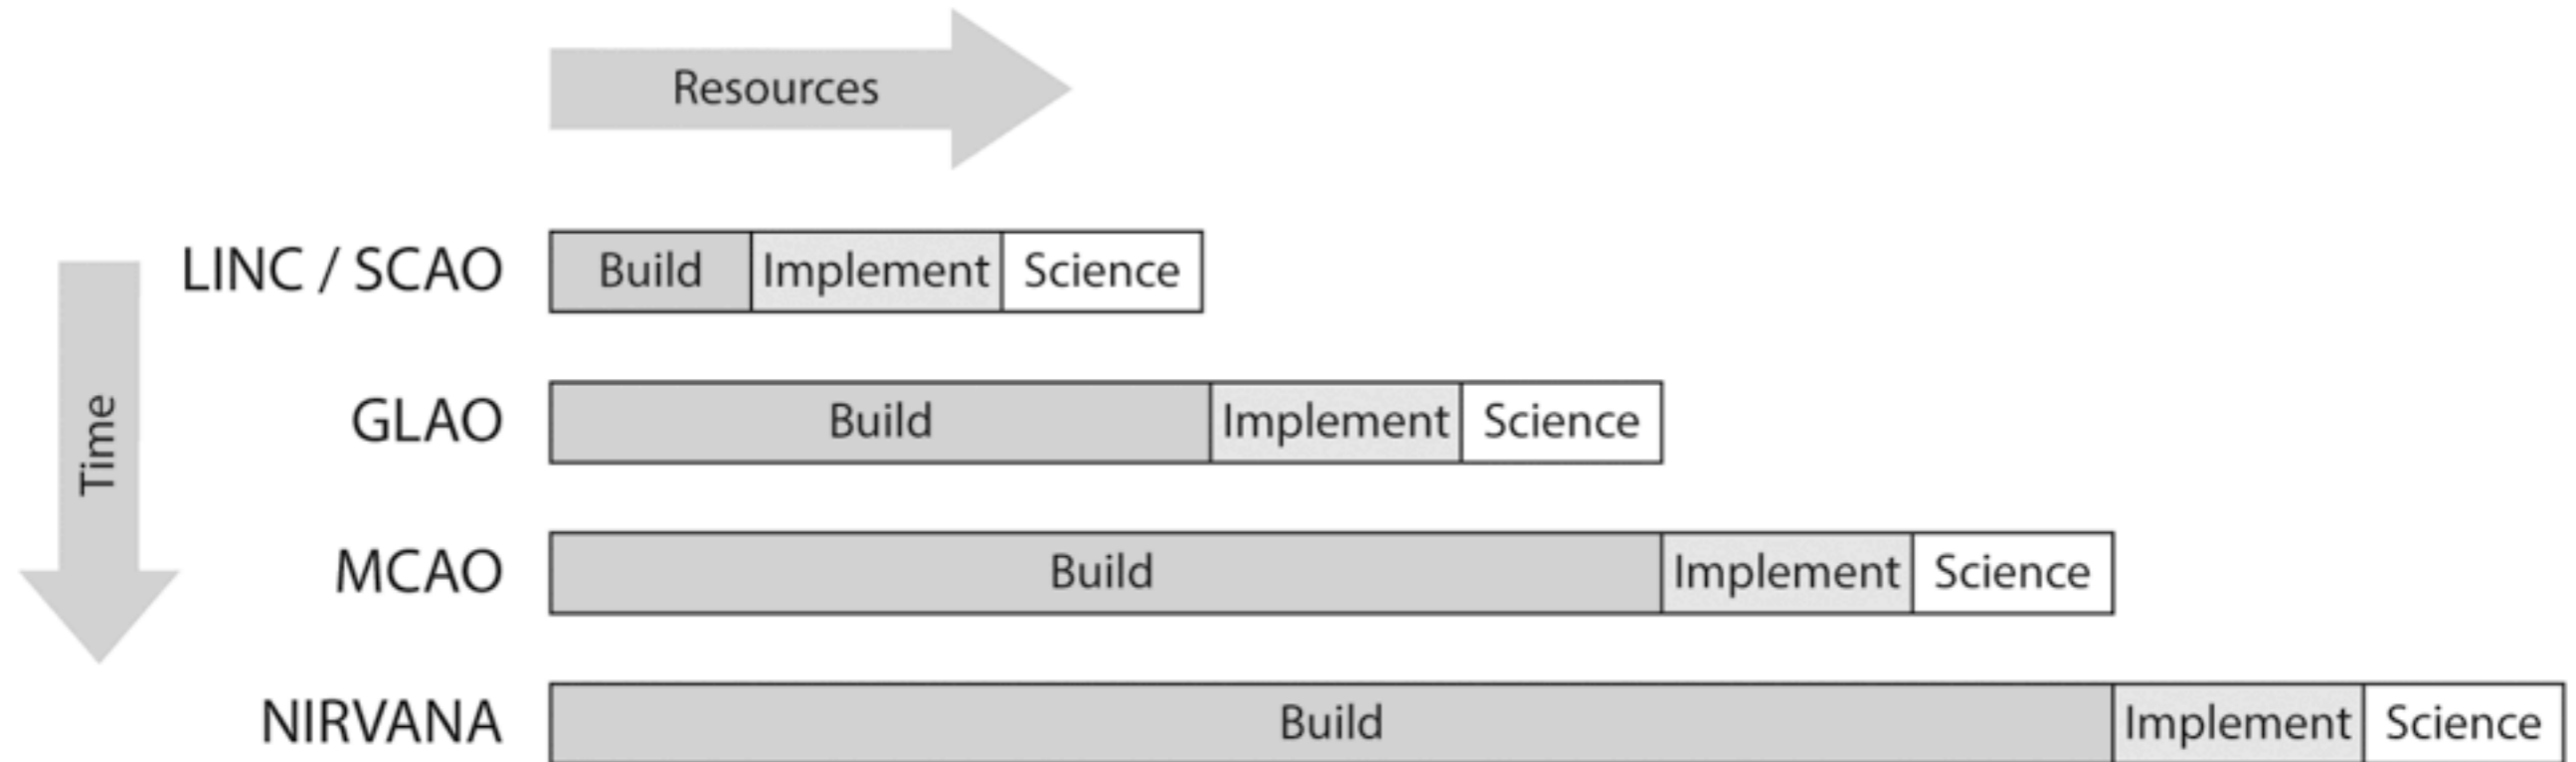 Resources
LINC / SCAO Build Implement Science
Time
GLAO Build Implement Science
MCAO Build Implement Science
NIRVANA Build Implement Science